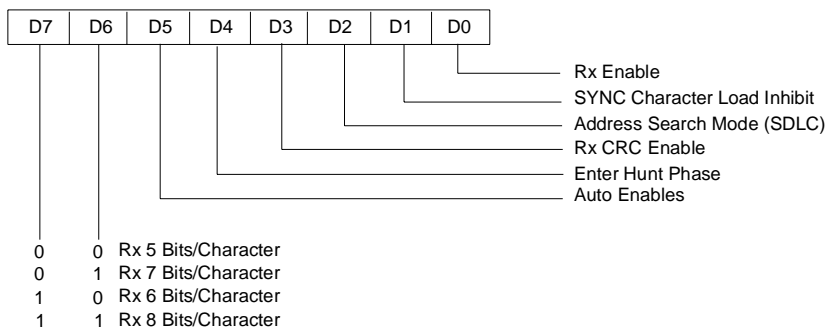 D7 D6 D5 D4 D3 D2 D1 D0
Rx Enable
SYNC Character Load Inhibit
Address Search Mode (SDLC)
Rx CRC Enable
Enter Hunt Phase
Auto Enables
0 0 Rx 5 Bits/Character
0 1 Rx 7 Bits/Character
1 0 Rx 6 Bits/Character
1 1 Rx 8 Bits/Character